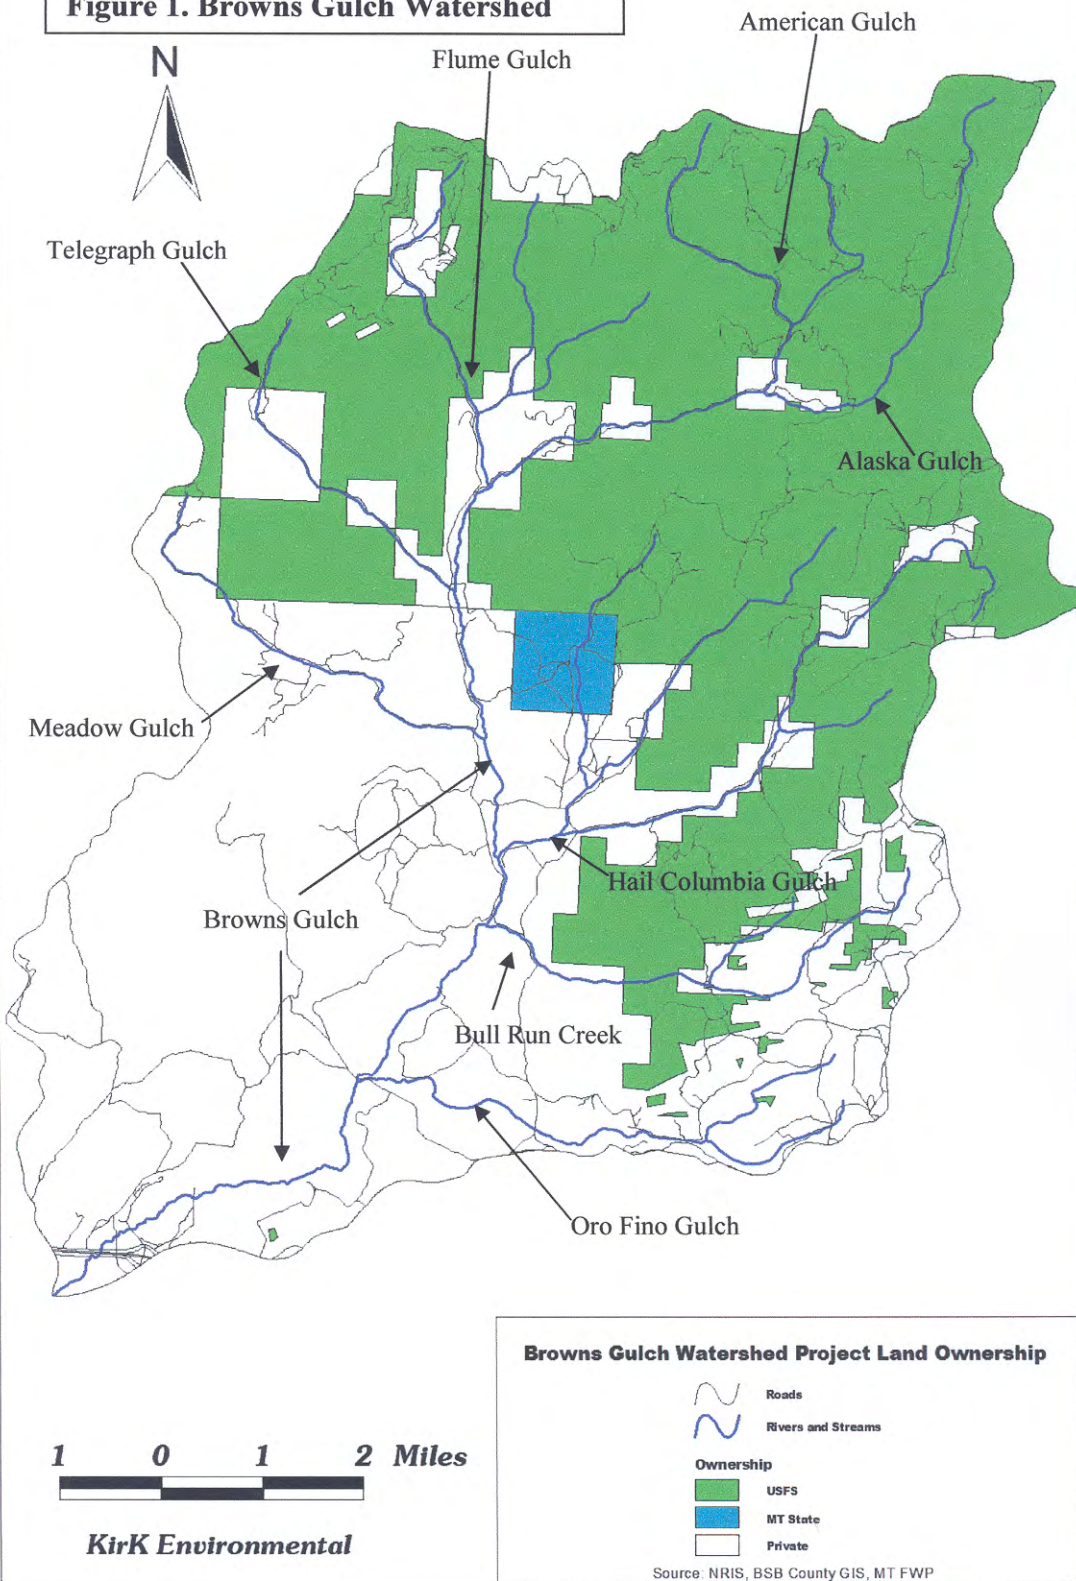 Figure 1. Browns Gulch Watershed
American Gulch
N
Flume Gulch
Telegraph Gulch
Alaska Gulch
Meadow Gulch
Hail Columbia Gulch
Browns Gulch
Bull Run Creek
Oro Fino Gulch
Browns Gulch Watershed Project Land Ownership
Roads
Rivers and Streams
Ownership
USFS
MT State
Private
Source: NRIS, BSB County GIS, MT FWP
1 0 1 2 Miles
KirK Environmental